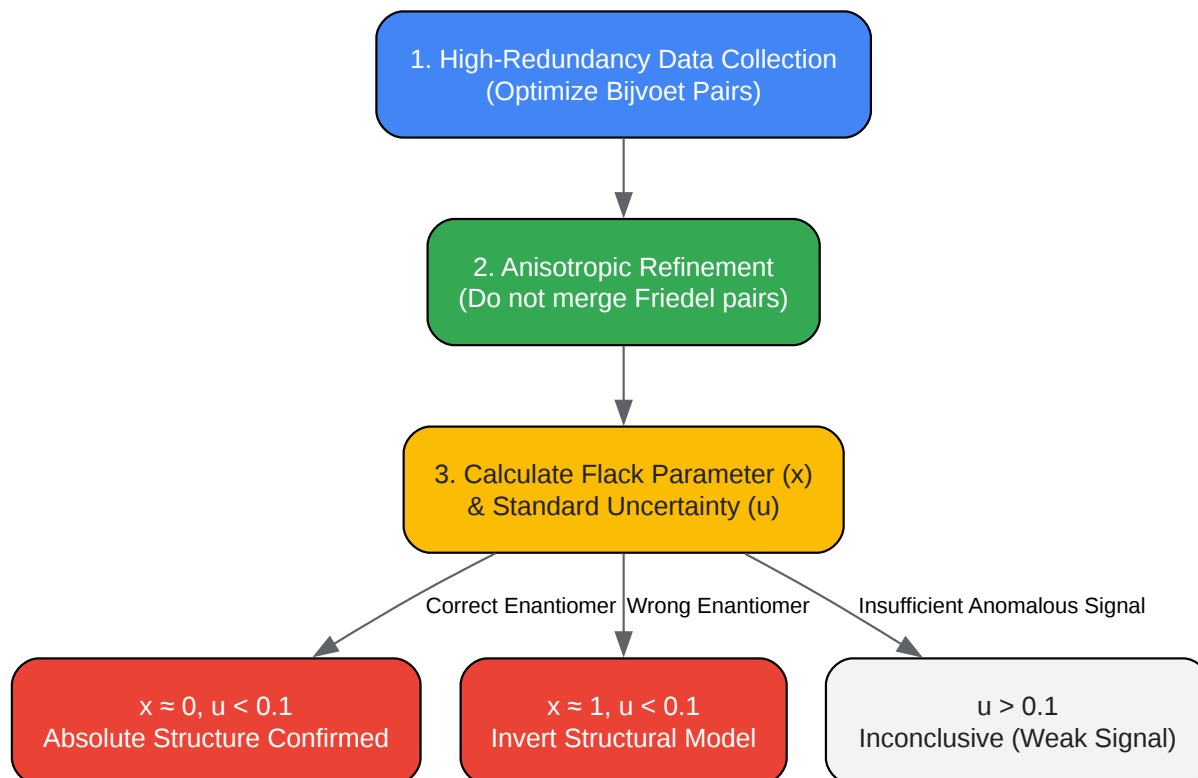 1. High-Redundancy Data Collection
(Optimize Bijvoet Pairs)
2. Anisotropic Refinement
(Do not merge Friedel pairs)
3. Calculate Flack Parameter (x)
& Standard Uncertainty (u)
Correct Enantiomer
Wrong Enantiomer
Insufficient Anomalous Signal
x ≈ 0, u < 0.1
Absolute Structure Confirmed
x ≈ 1, u < 0.1
Invert Structural Model
u > 0.1
Inconclusive (Weak Signal)